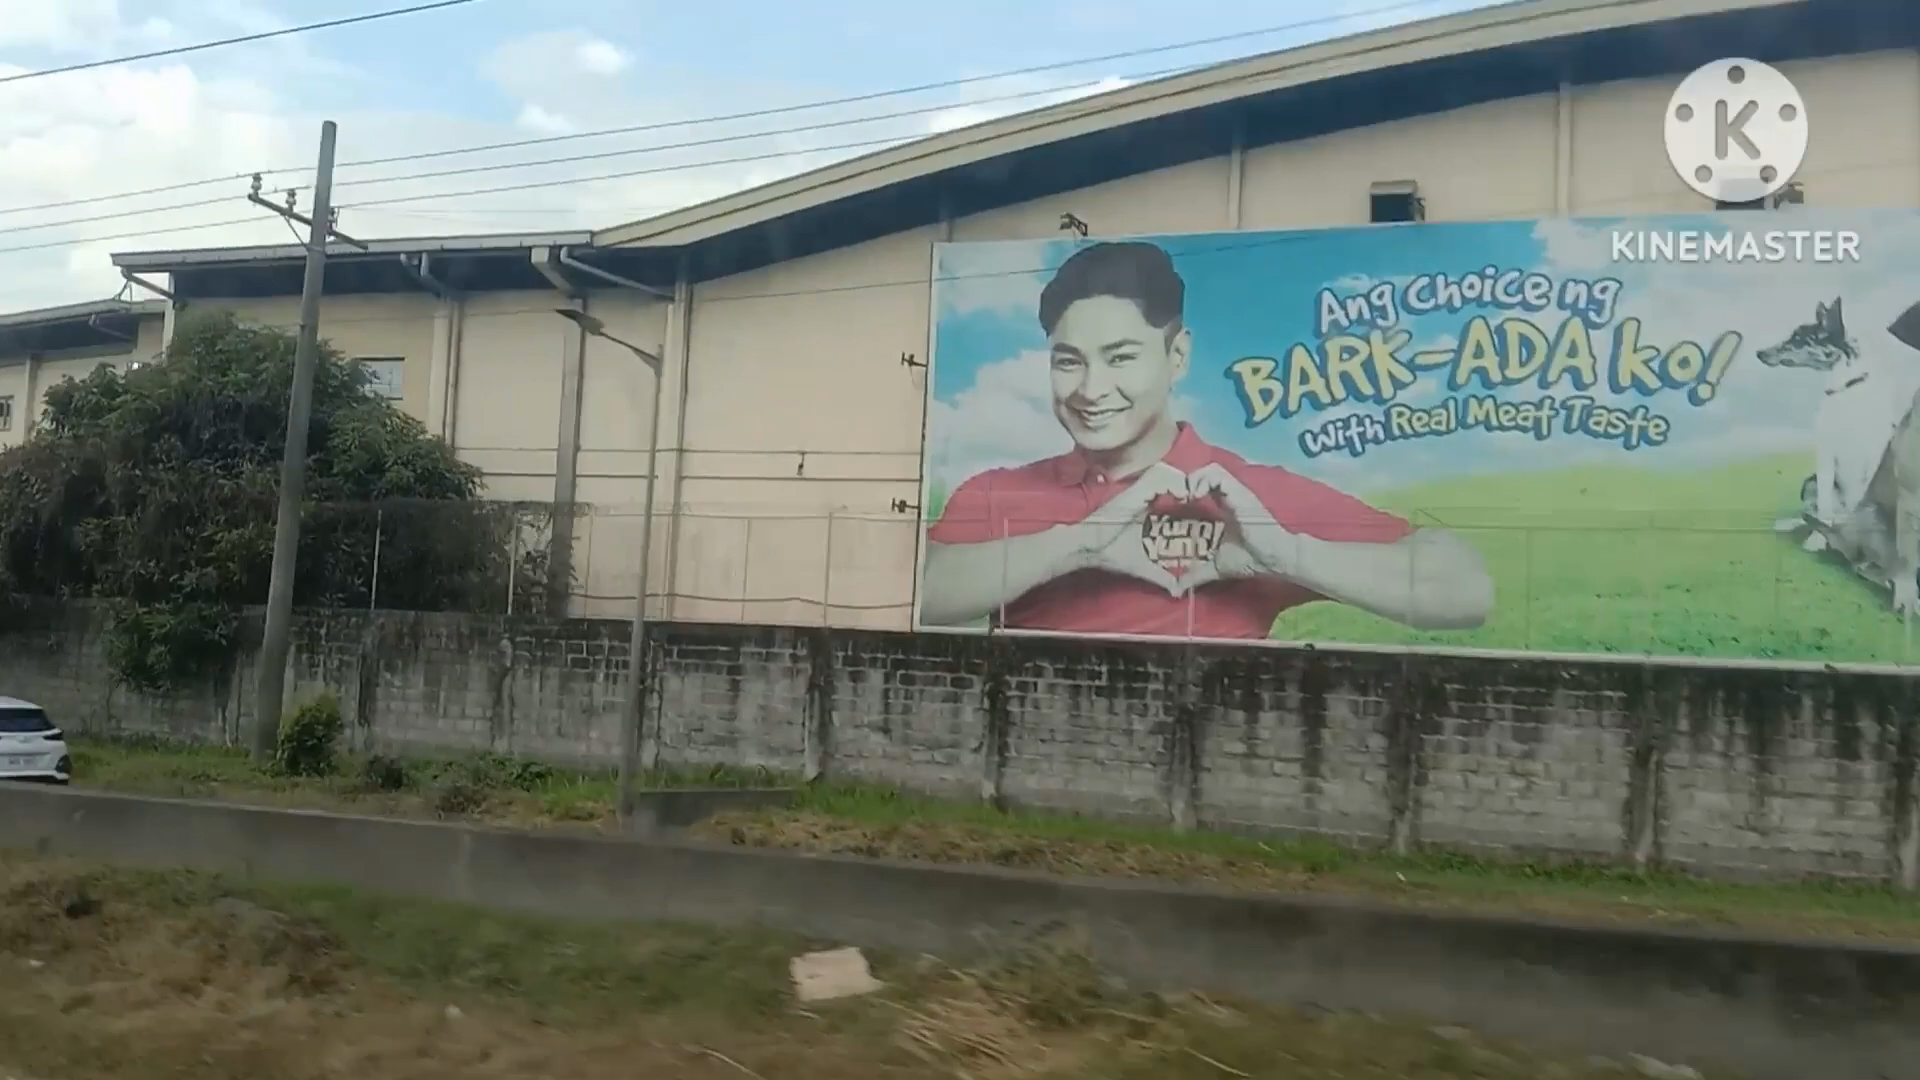 K
KINEMASTER
Ang choice ng
BARK-ADA ko!
with Real Meat Taste
Yum!
Yum!